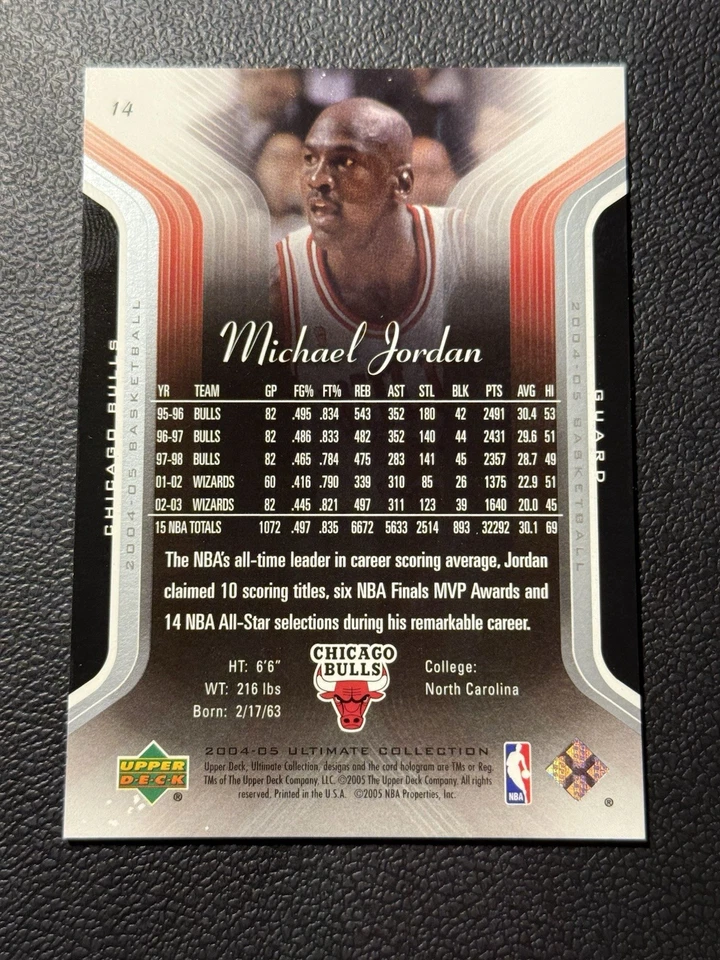 14
Michael Jordan
YR TEAM GP FG% FT% REB AST STL BLK PTS AVG HI
95-96 BULLS 82 .495 .834 543 352 180 42 2491 30.4 53
96-97 BULLS 82 .486 .833 482 352 140 44 2431 29.6 51
97-98 BULLS 82 .465 .784 475 283 141 45 2357 28.7 49
01-02 WIZARDS 60 .416 .790 339 310 85 26 1375 22.9 51
02-03 WIZARDS 82 .445 .821 497 311 123 39 1640 20.0 45
15 NBA TOTALS 1072 .497 .835 6672 5633 2514 893 32292 30.1 69
CHICAGO BULLS
2004-05 BASKETBALL
2004-05 BASKETBALL
GUARD
The NBA's all-time leader in career scoring average, Jordan
claimed 10 scoring titles, six NBA Finals MVP Awards and
14 NBA All-Star selections during his remarkable career.
HT: 6'6"
WT: 216 lbs
Born: 2/17/63
CHICAGO
BULLS
College:
North Carolina
2004-05 ULTIMATE COLLECTION
UPPER
DECK
®
Upper Deck, Ultimate Collection, designs and the card hologram are TMs or Reg.
TMs of The Upper Deck Company, LLC. ©2005 The Upper Deck Company. All rights
reserved. Printed in the U.S.A. ©2005 NBA Properties, Inc.
NBA
®